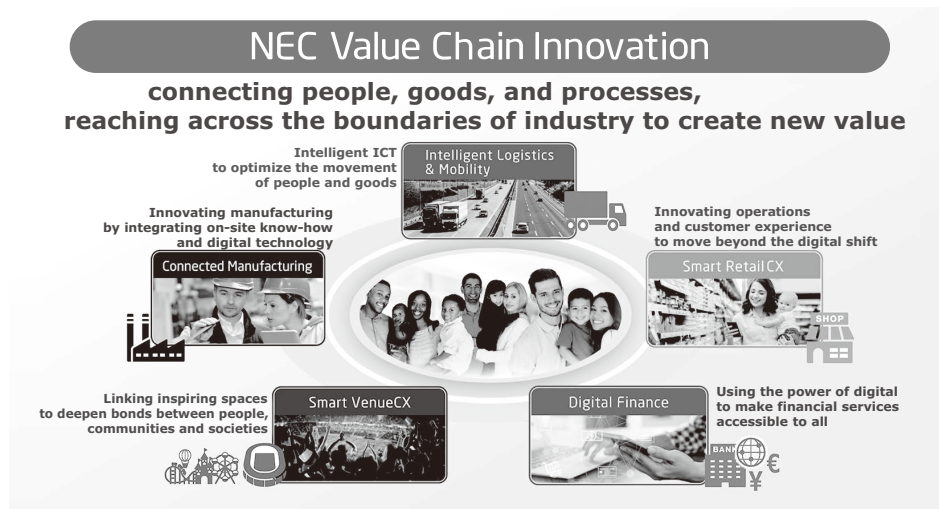 NEC Value Chain Innovation
connecting people, goods, and processes,
reaching across the boundaries of industry to create new value
Intelligent ICT
to optimize the movement
of people and goods
Intelligent Logistics
& Mobility
Innovating manufacturing
by integrating on-site know-how
and digital technology
Connected Manufacturing
Innovating operations
and customer experience
to move beyond the digital shift
Smart Retail CX
SHOP
Linking inspiring spaces
to deepen bonds between people,
communities and societies
Smart VenueCX
Digital Finance
Using the power of digital
to make financial services
accessible to all
BANK
€
¥